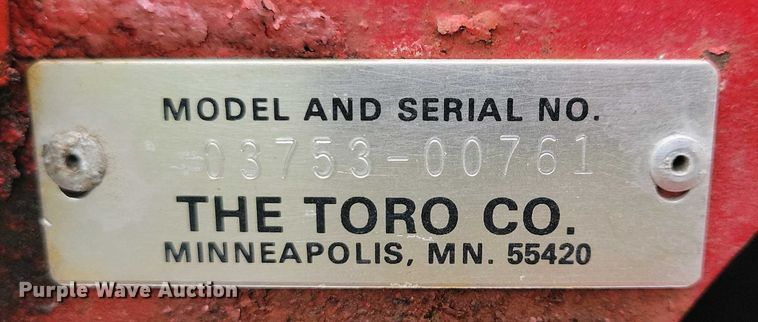 MODEL AND SERIAL NO.
03753-00761
THE TORO CO.
MINNEAPOLIS, MN. 55420
Purple Wave Auction